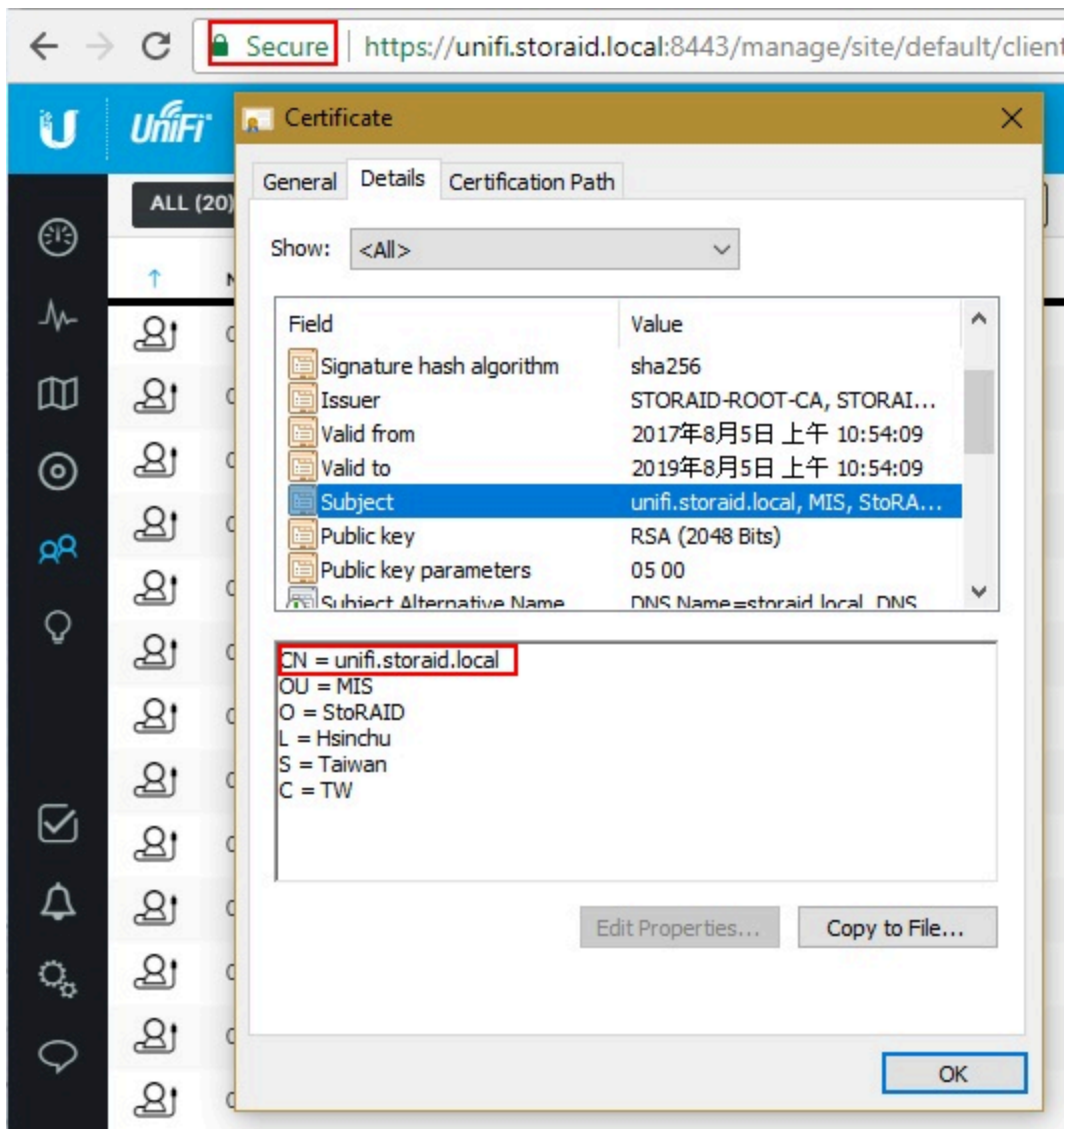 Secure https://unifi.storaid.local:8443/manage/site/default/client
UniFi
Certificate
General Details Certification Path
ALL (20)
Show: <All>
Field Value
Signature hash algorithm sha256
Issuer STORAID-ROOT-CA, STORAI...
Valid from 2017年8月5日 上午 10:54:09
Valid to 2019年8月5日 上午 10:54:09
Subject unifi.storaid.local, MIS, StoRA...
Public key RSA (2048 Bits)
Public key parameters 05 00
Subject Alternative Name DNS Name=storaid.local, DNS
CN = unifi.storaid.local
OU = MIS
O = StoRAID
L = Hsinchu
S = Taiwan
C = TW
Edit Properties... Copy to File...
OK